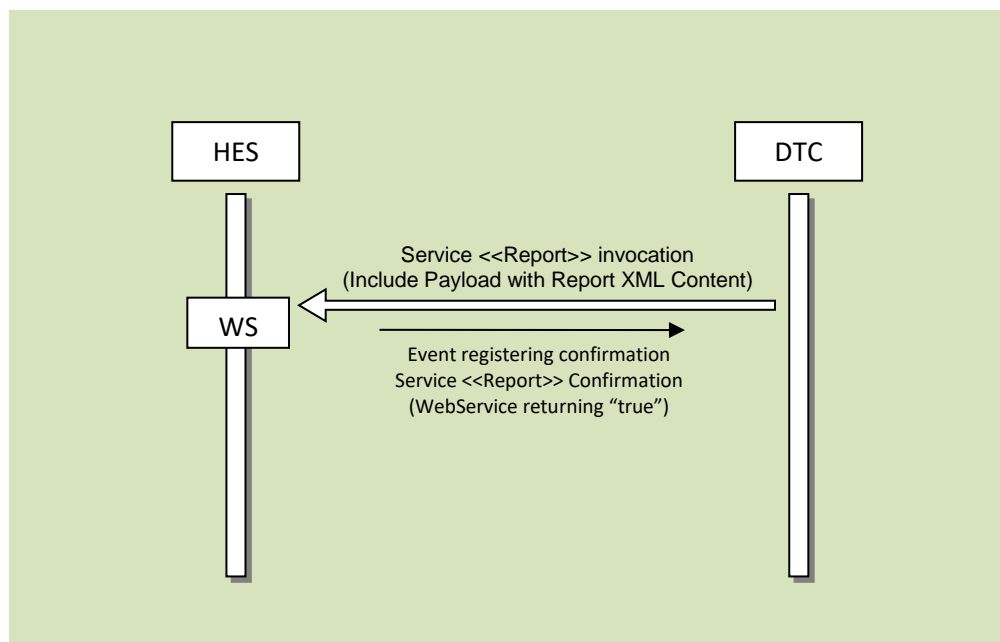 HES
DTC
Service <<Report>> invocation
(Include Payload with Report XML Content)
WS
Event registering confirmation
Service <<Report>> Confirmation
(WebService returning “true”)